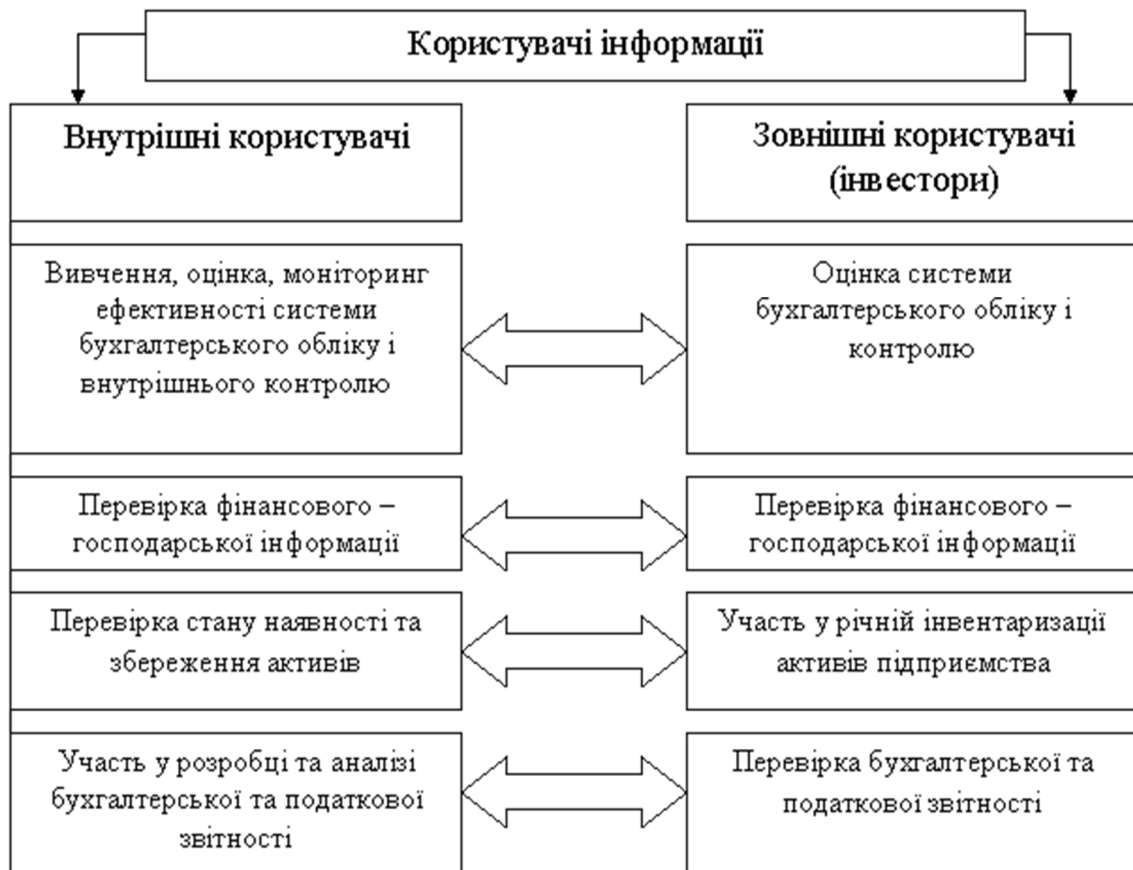 Користувачі інформації
Внутрішні користувачі
Зовнішні користувачі
(інвестори)
Вивчення, оцінка, моніторинг
ефективності системи
бухгалтерського обліку і
внутрішнього контролю
Оцінка системи
бухгалтерського обліку і
контролю
Перевірка фінансового –
господарської інформації
Перевірка фінансового –
господарської інформації
Перевірка стану наявності та
збереження активів
Участь у річній інвентаризації
активів підприємства
Участь у розробці та аналізі
бухгалтерської та податкової
звітності
Перевірка бухгалтерської та
податкової звітності